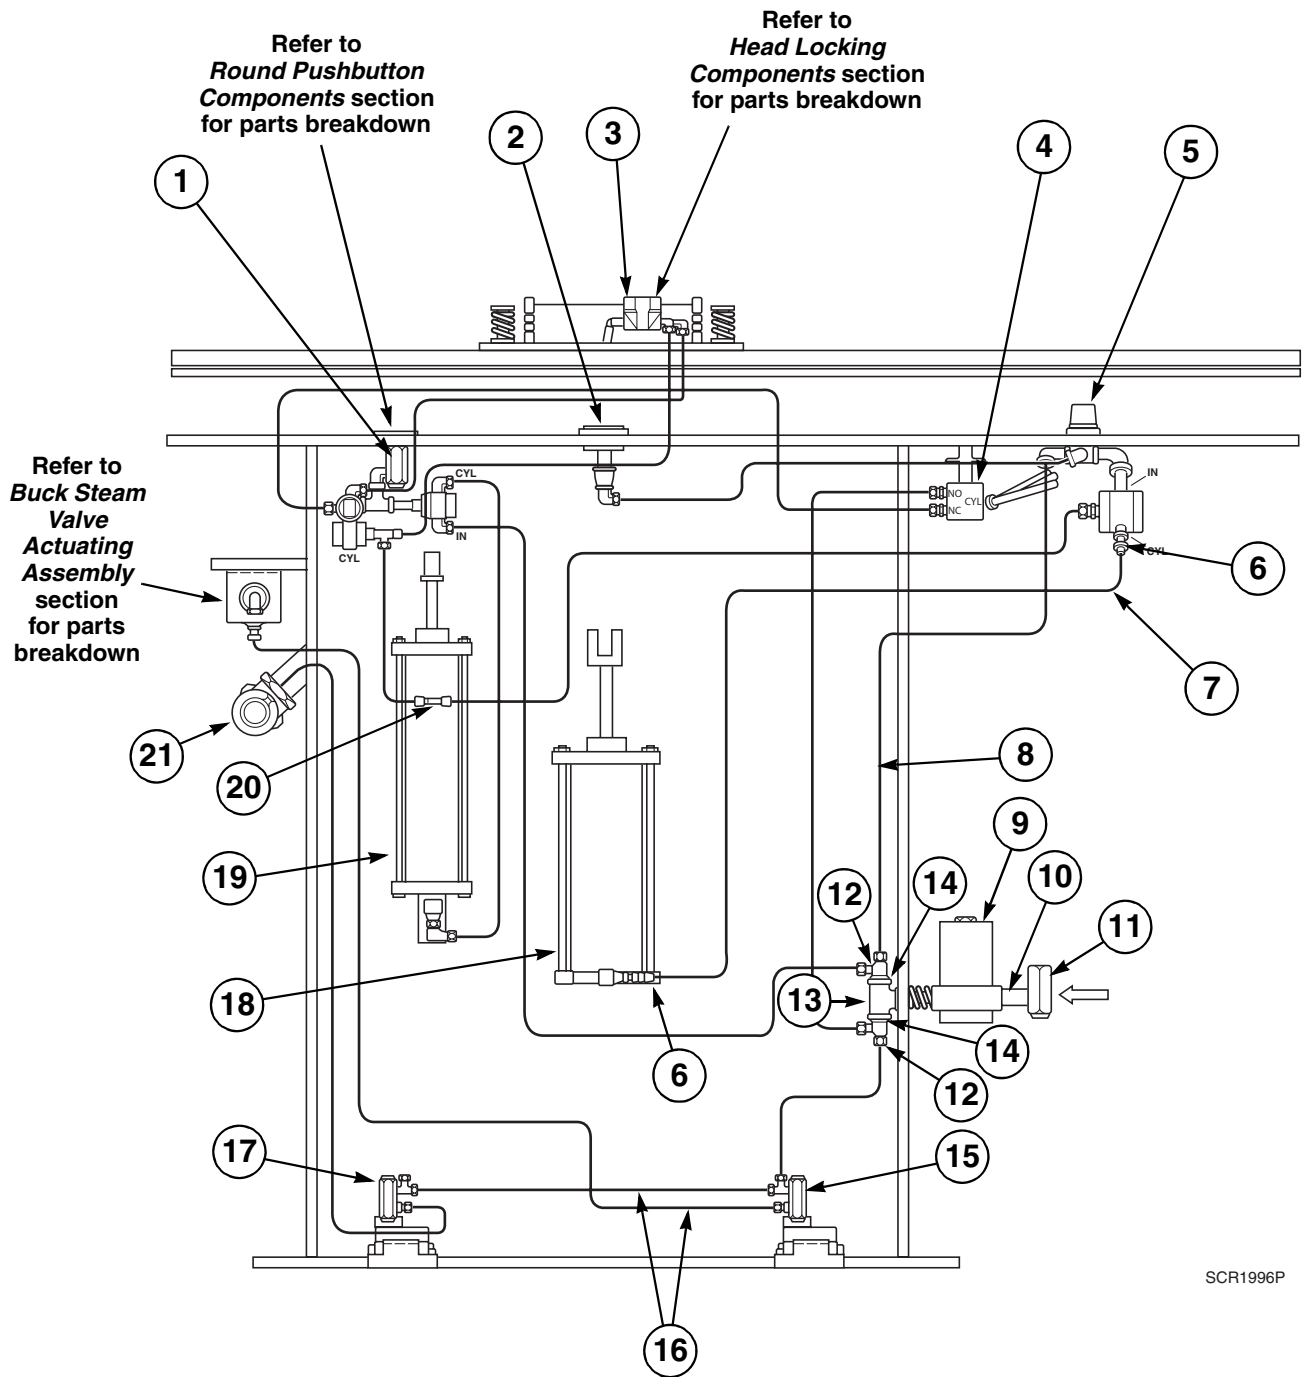 Refer to
Round Pushbutton
Components section
for parts breakdown
Refer to
Head Locking
Components section
for parts breakdown
1
2
3
4
5
Refer to
Buck Steam
Valve
Actuating
Assembly
section
for parts
breakdown
CYL
IN
CYL
NO
CYL
NC
IN
CYL
6
7
21
20
8
9
19
12
14
10
11
18
13
6
14
12
17
15
16
SCR1996P